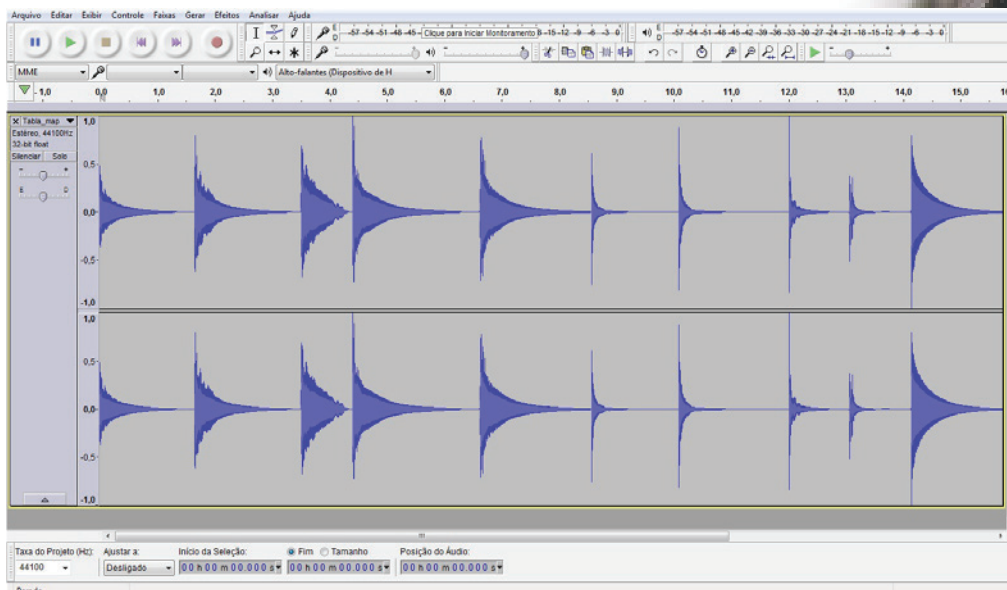 Arquivo Editar Exibir Controle Faixas Gerar Efeitos Analisar Ajuda
-57 -54 -51 -48 -45 - Clique para Iniciar Monitoramento 8 -15 -12 -9 -6 -3 0
-57 -54 -51 -48 -45 -42 -39 -36 -33 -30 -27 -24 -21 -18 -15 -12 -9 -6 -3 0
MME
Alto-falantes (Dispositivo de H
- 1,0 0,0 1,0 2,0 3,0 4,0 5,0 6,0 7,0 8,0 9,0 10,0 11,0 12,0 13,0 14,0 15,0
X Tabla_map
Estéreo, 44100Hz
32-bit float
Silenciar Solo
- +
E D
1,0
0,5-
0,0-
-0,5-
-1,0
1,0
0,5-
0,0-
-0,5-
-1,0
Taxa do Projeto (Hz): Ajustar a: Início da Seleção: Fim Tamanho Posição do Áudio:
44100 Desligado 00 h 00 m 00.000 s 00 h 00 m 00.000 s 00 h 00 m 00.000 s